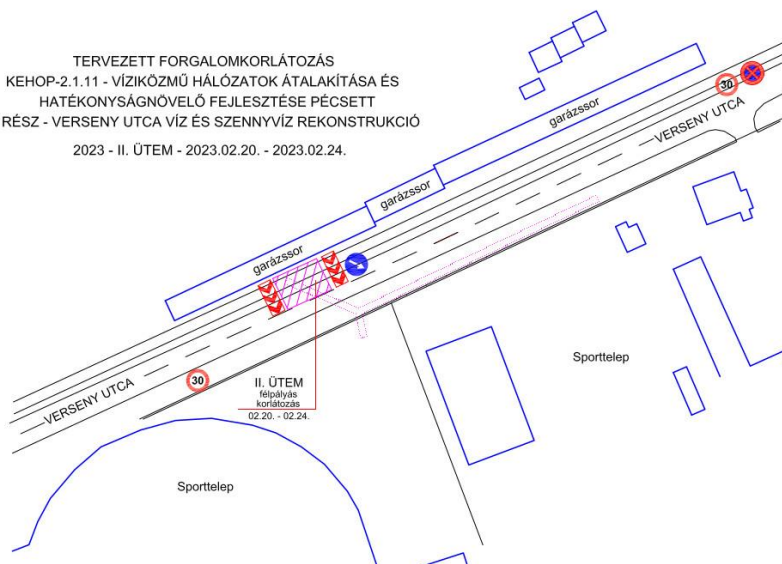 TERVEZETT FORGALOMKORLÁTOZÁS
KEHOP-2.1.11 - VÍZIKÖZMŰ HÁLÓZATOK ÁTALAKÍTÁSA ÉS
HATÉKONYSÁGNÖVELŐ FEJLESZTÉSE PÉCSETT
RÉSZ - VERSENY UTCA VÍZ ÉS SZENNYVÍZ REKONSTRUKCIÓ
2023 - II. ÜTEM - 2023.02.20. - 2023.02.24.
30
VERSENY UTCA
garázssor
garázssor
garázssor
Sporttelep
30
VERSENY UTCA
II. ÜTEM
félpályás
korlátozás
02.20. - 02.24.
Sporttelep